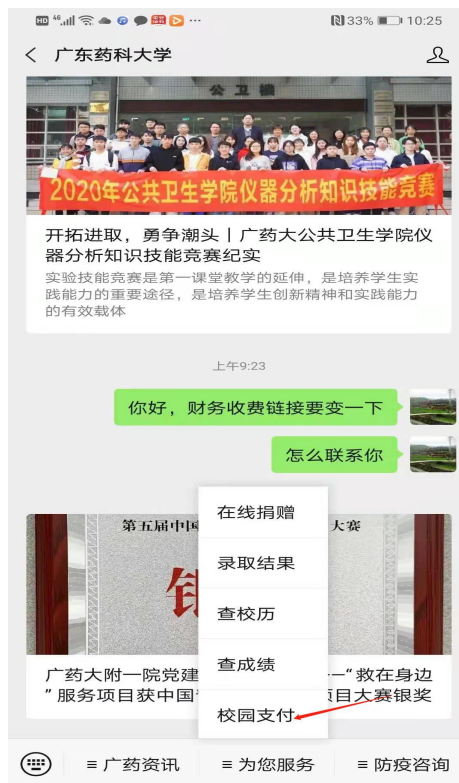 HD 46 33% 10:25
广东药科大学
公卫楼
2020年公共卫生学院仪器分析知识技能竞赛
开拓进取，勇争潮头丨广药大公共卫生学院仪
器分析知识技能竞赛纪实
实验技能竞赛是第一课堂教学的延伸，是培养学生实
践能力的重要途径，是培养学生创新精神和实践能力
的有效载体
上午9:23
你好，财务收费链接要变一下
怎么联系你
第五届中国
大赛
银
在线捐赠
录取结果
查校历
查成绩
校园支付
广药大附一院党建
一“救在身边
”服务项目获中国
项目大赛银奖
≡ 广药资讯
≡ 为您服务
≡ 防疫咨询